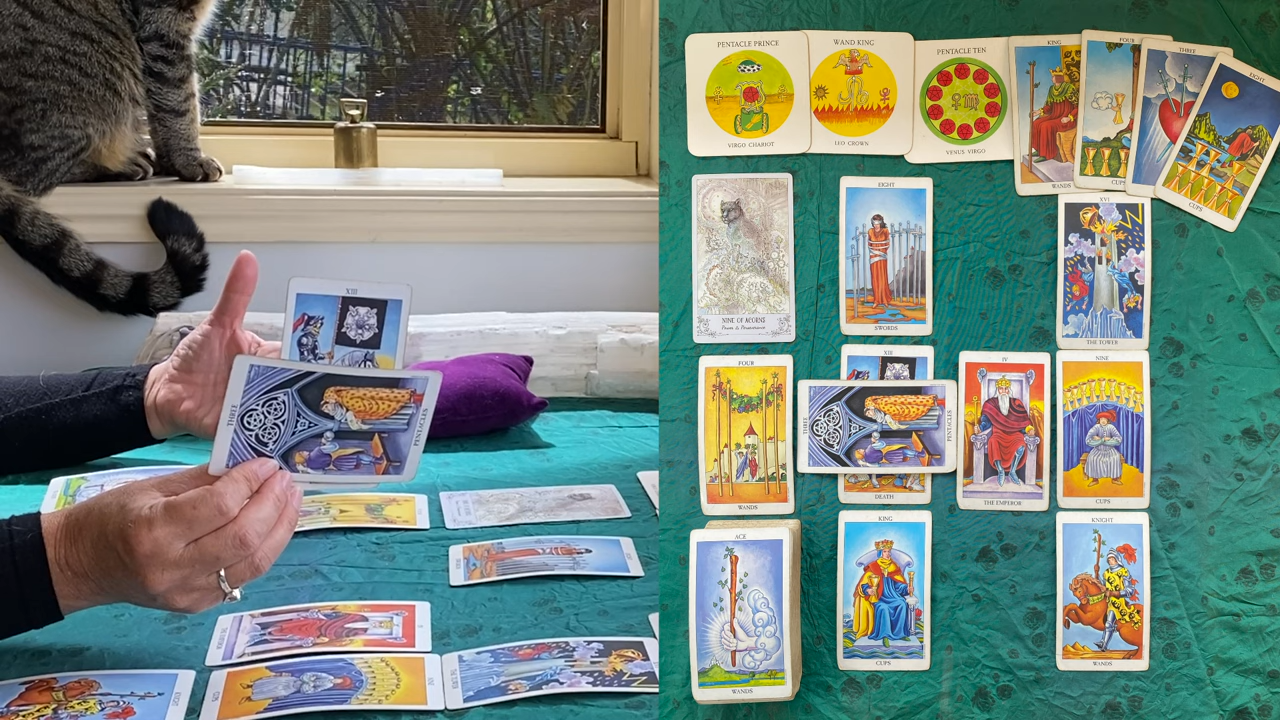 XIII
THREE
PENTACLES
PENTACLE PRINCE
VIRGO CHARIOT
WAND KING
LEO CROWN
PENTACLE TEN
VENUS VIRGO
KING
WANDS
FOUR
CUPS
THREE
EIGHT
CUPS
NINE OF ACORNS
Power & Perseverance
EIGHT
SWORDS
XVI
THE TOWER
FOUR
WANDS
XIII
THREE
PENTACLES
DEATH
IV
THE EMPEROR
NINE
CUPS
ACE
WANDS
KING
CUPS
KNIGHT
WANDS